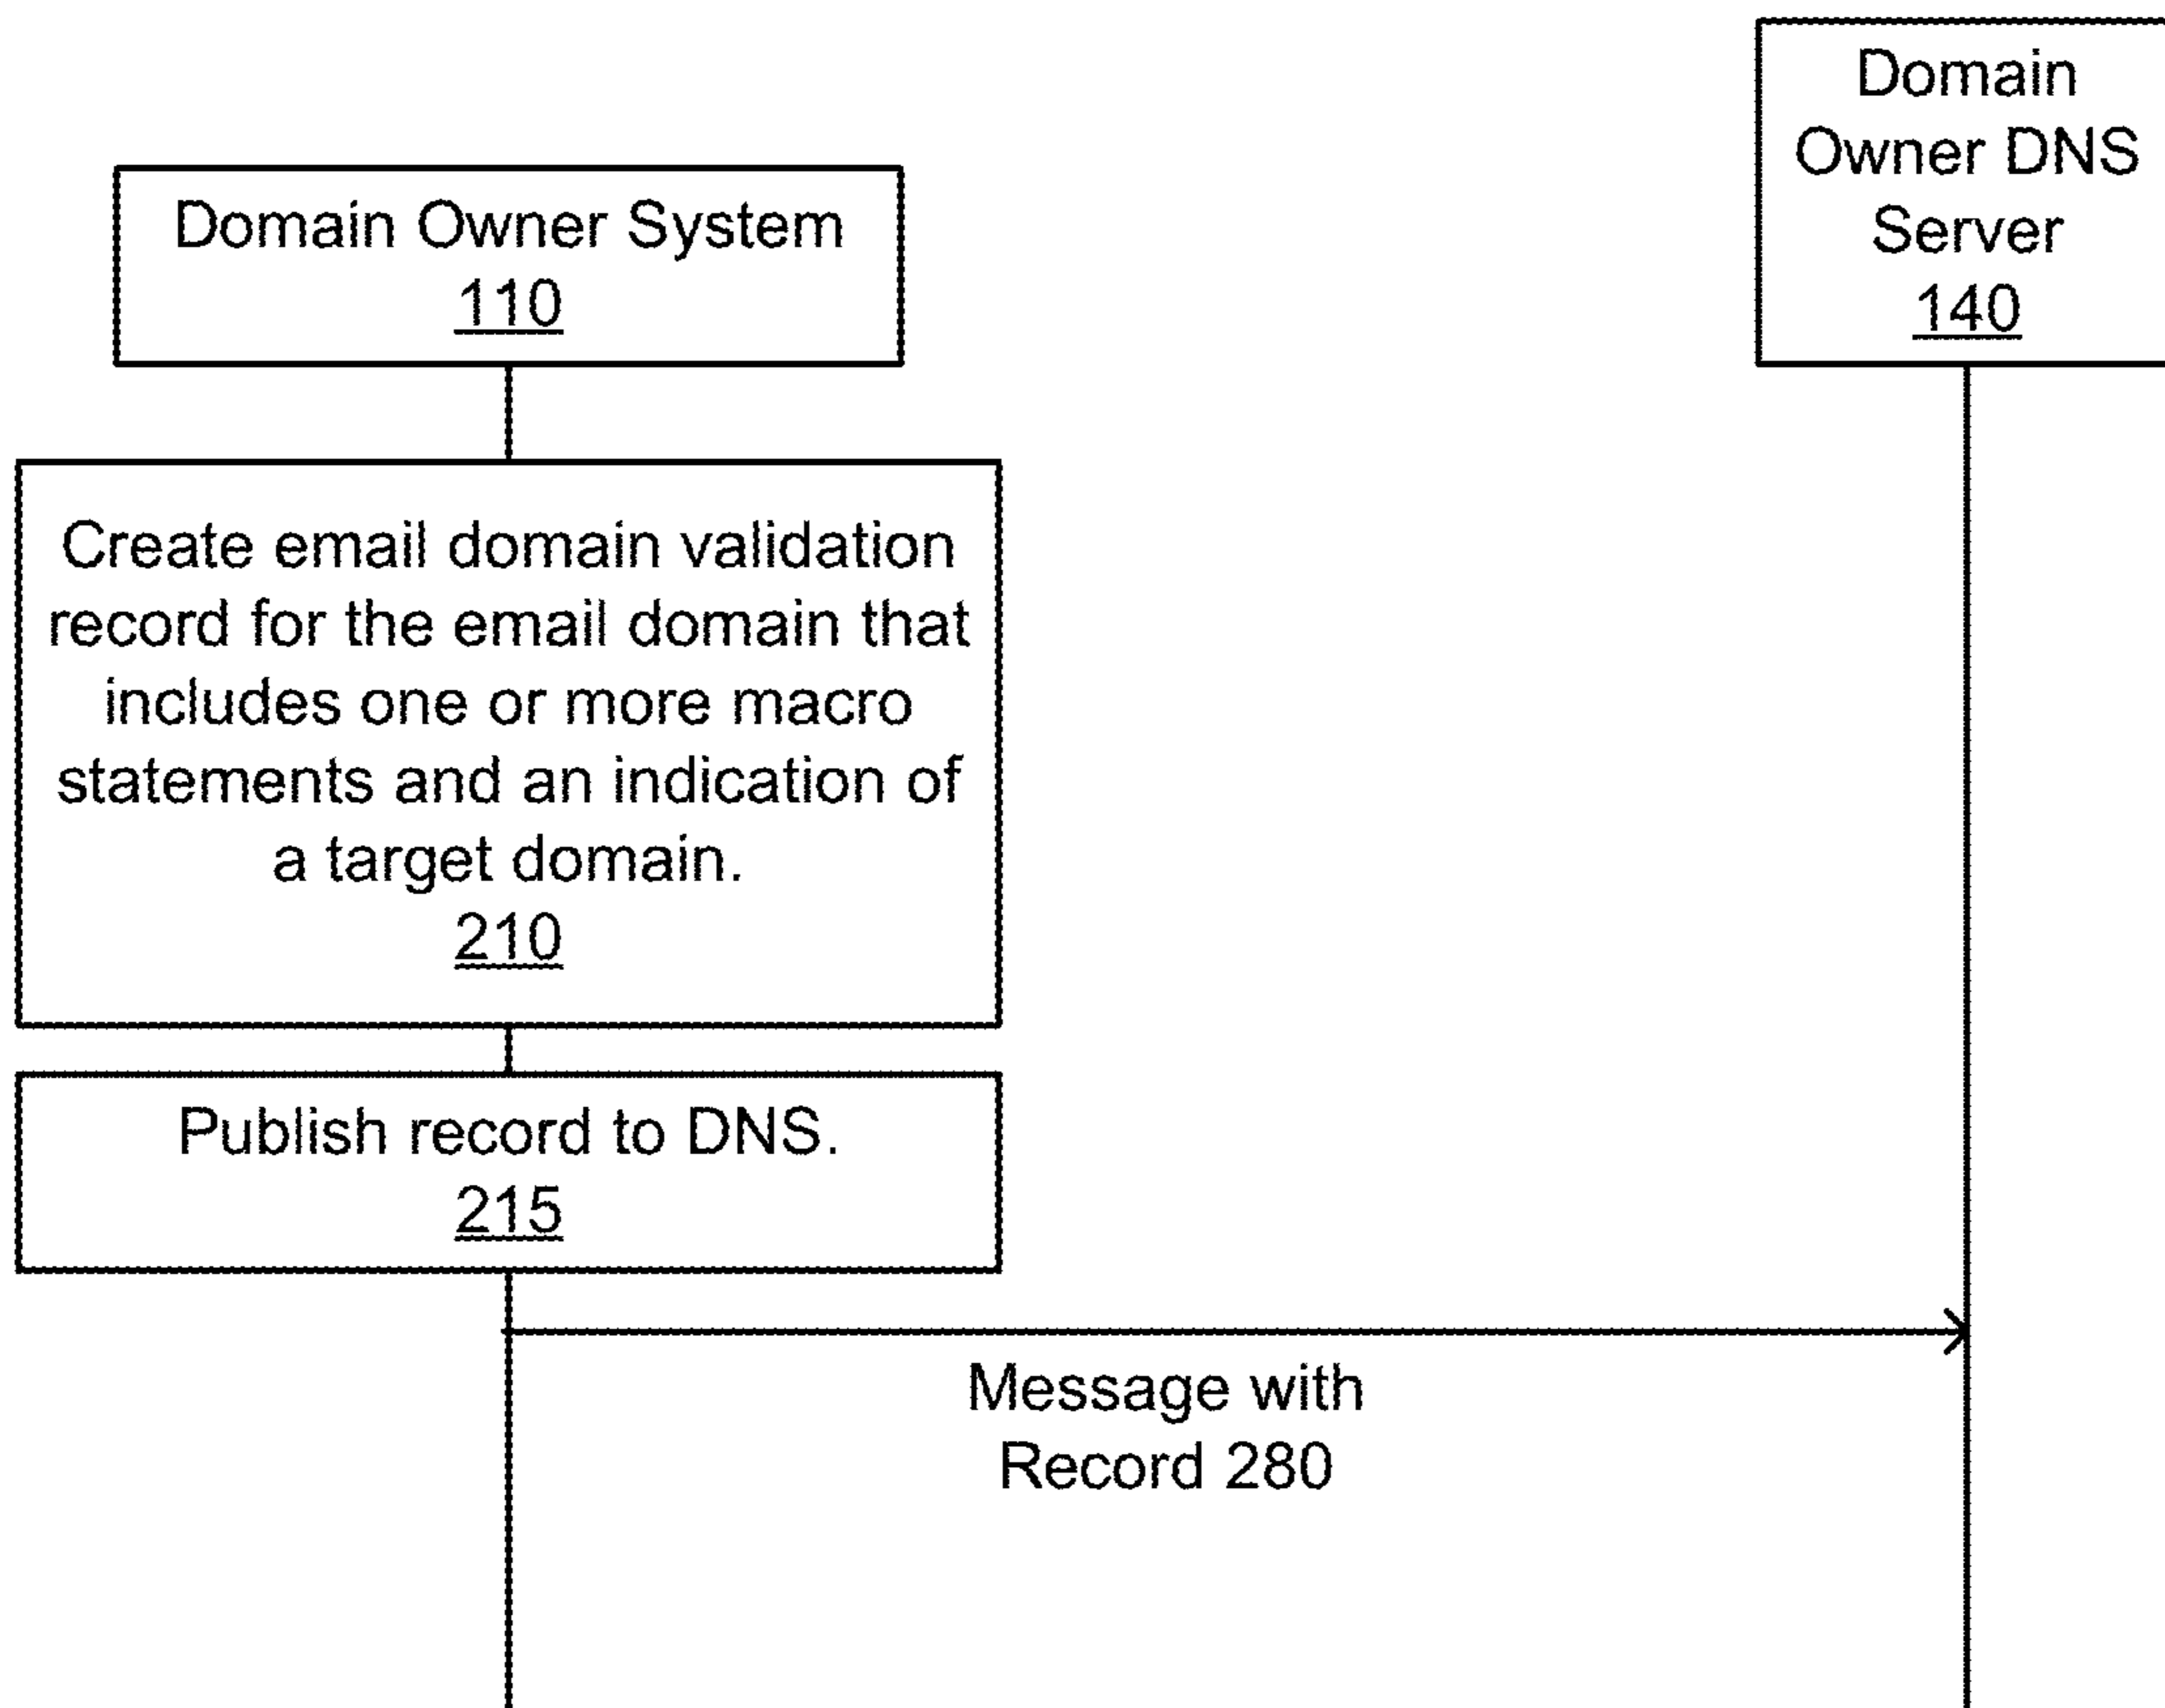 Domain Owner System
110
Domain
Owner DNS
Server
140
Create email domain validation
record for the email domain that
includes one or more macro
statements and an indication of
a target domain.
210
Publish record to DNS.
215
Message with
Record 280